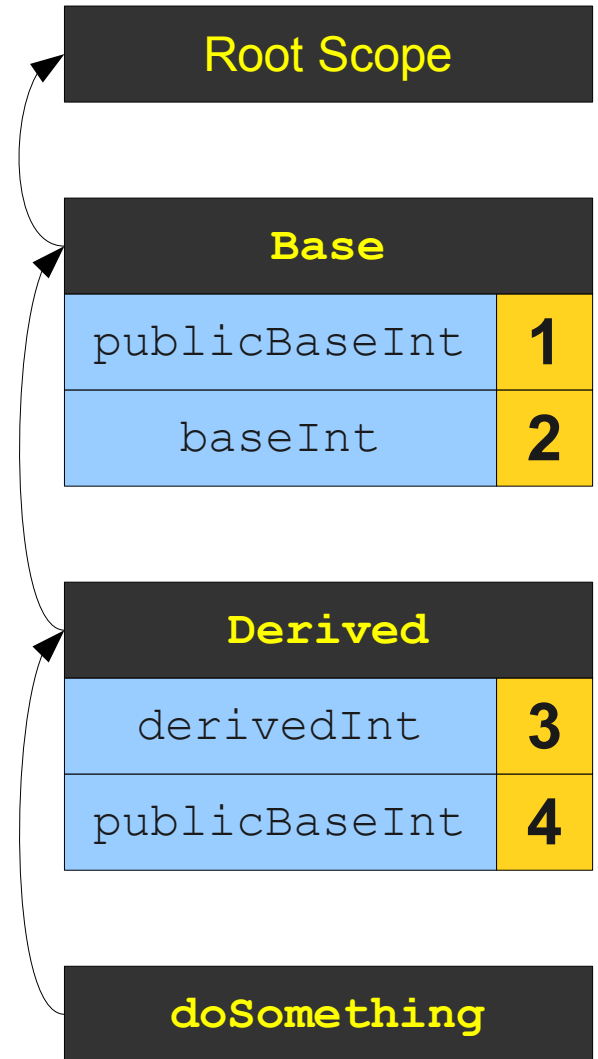 Root Scope
Base
publicBaseInt 1
baseInt 2
Derived
derivedInt 3
publicBaseInt 4
doSomething